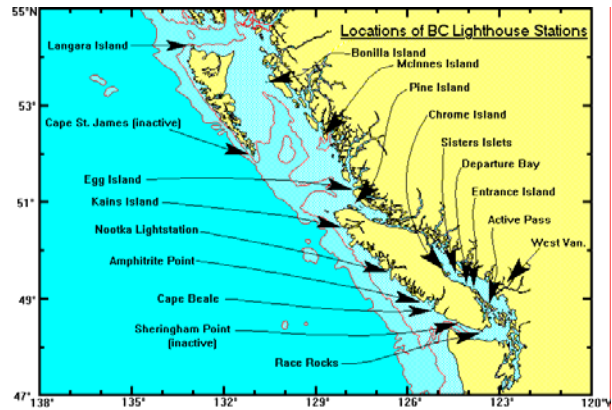 55°N
Locations of BC Lighthouse Stations
Langara Island
Bonilla Island
McInnes Island
Pine Island
53°
Chrome Island
Cape St. James (inactive)
Sisters Islets
Departure Bay
Egg Island
Entrance Island
51°
Kains Island
Active Pass
Nootka Lightstation
West Van.
Amphitrite Point
49°
Cape Beale
Sheringham Point
(inactive)
Race Rocks
47°
138°
135°
132°
129°
126°
123°
120°W